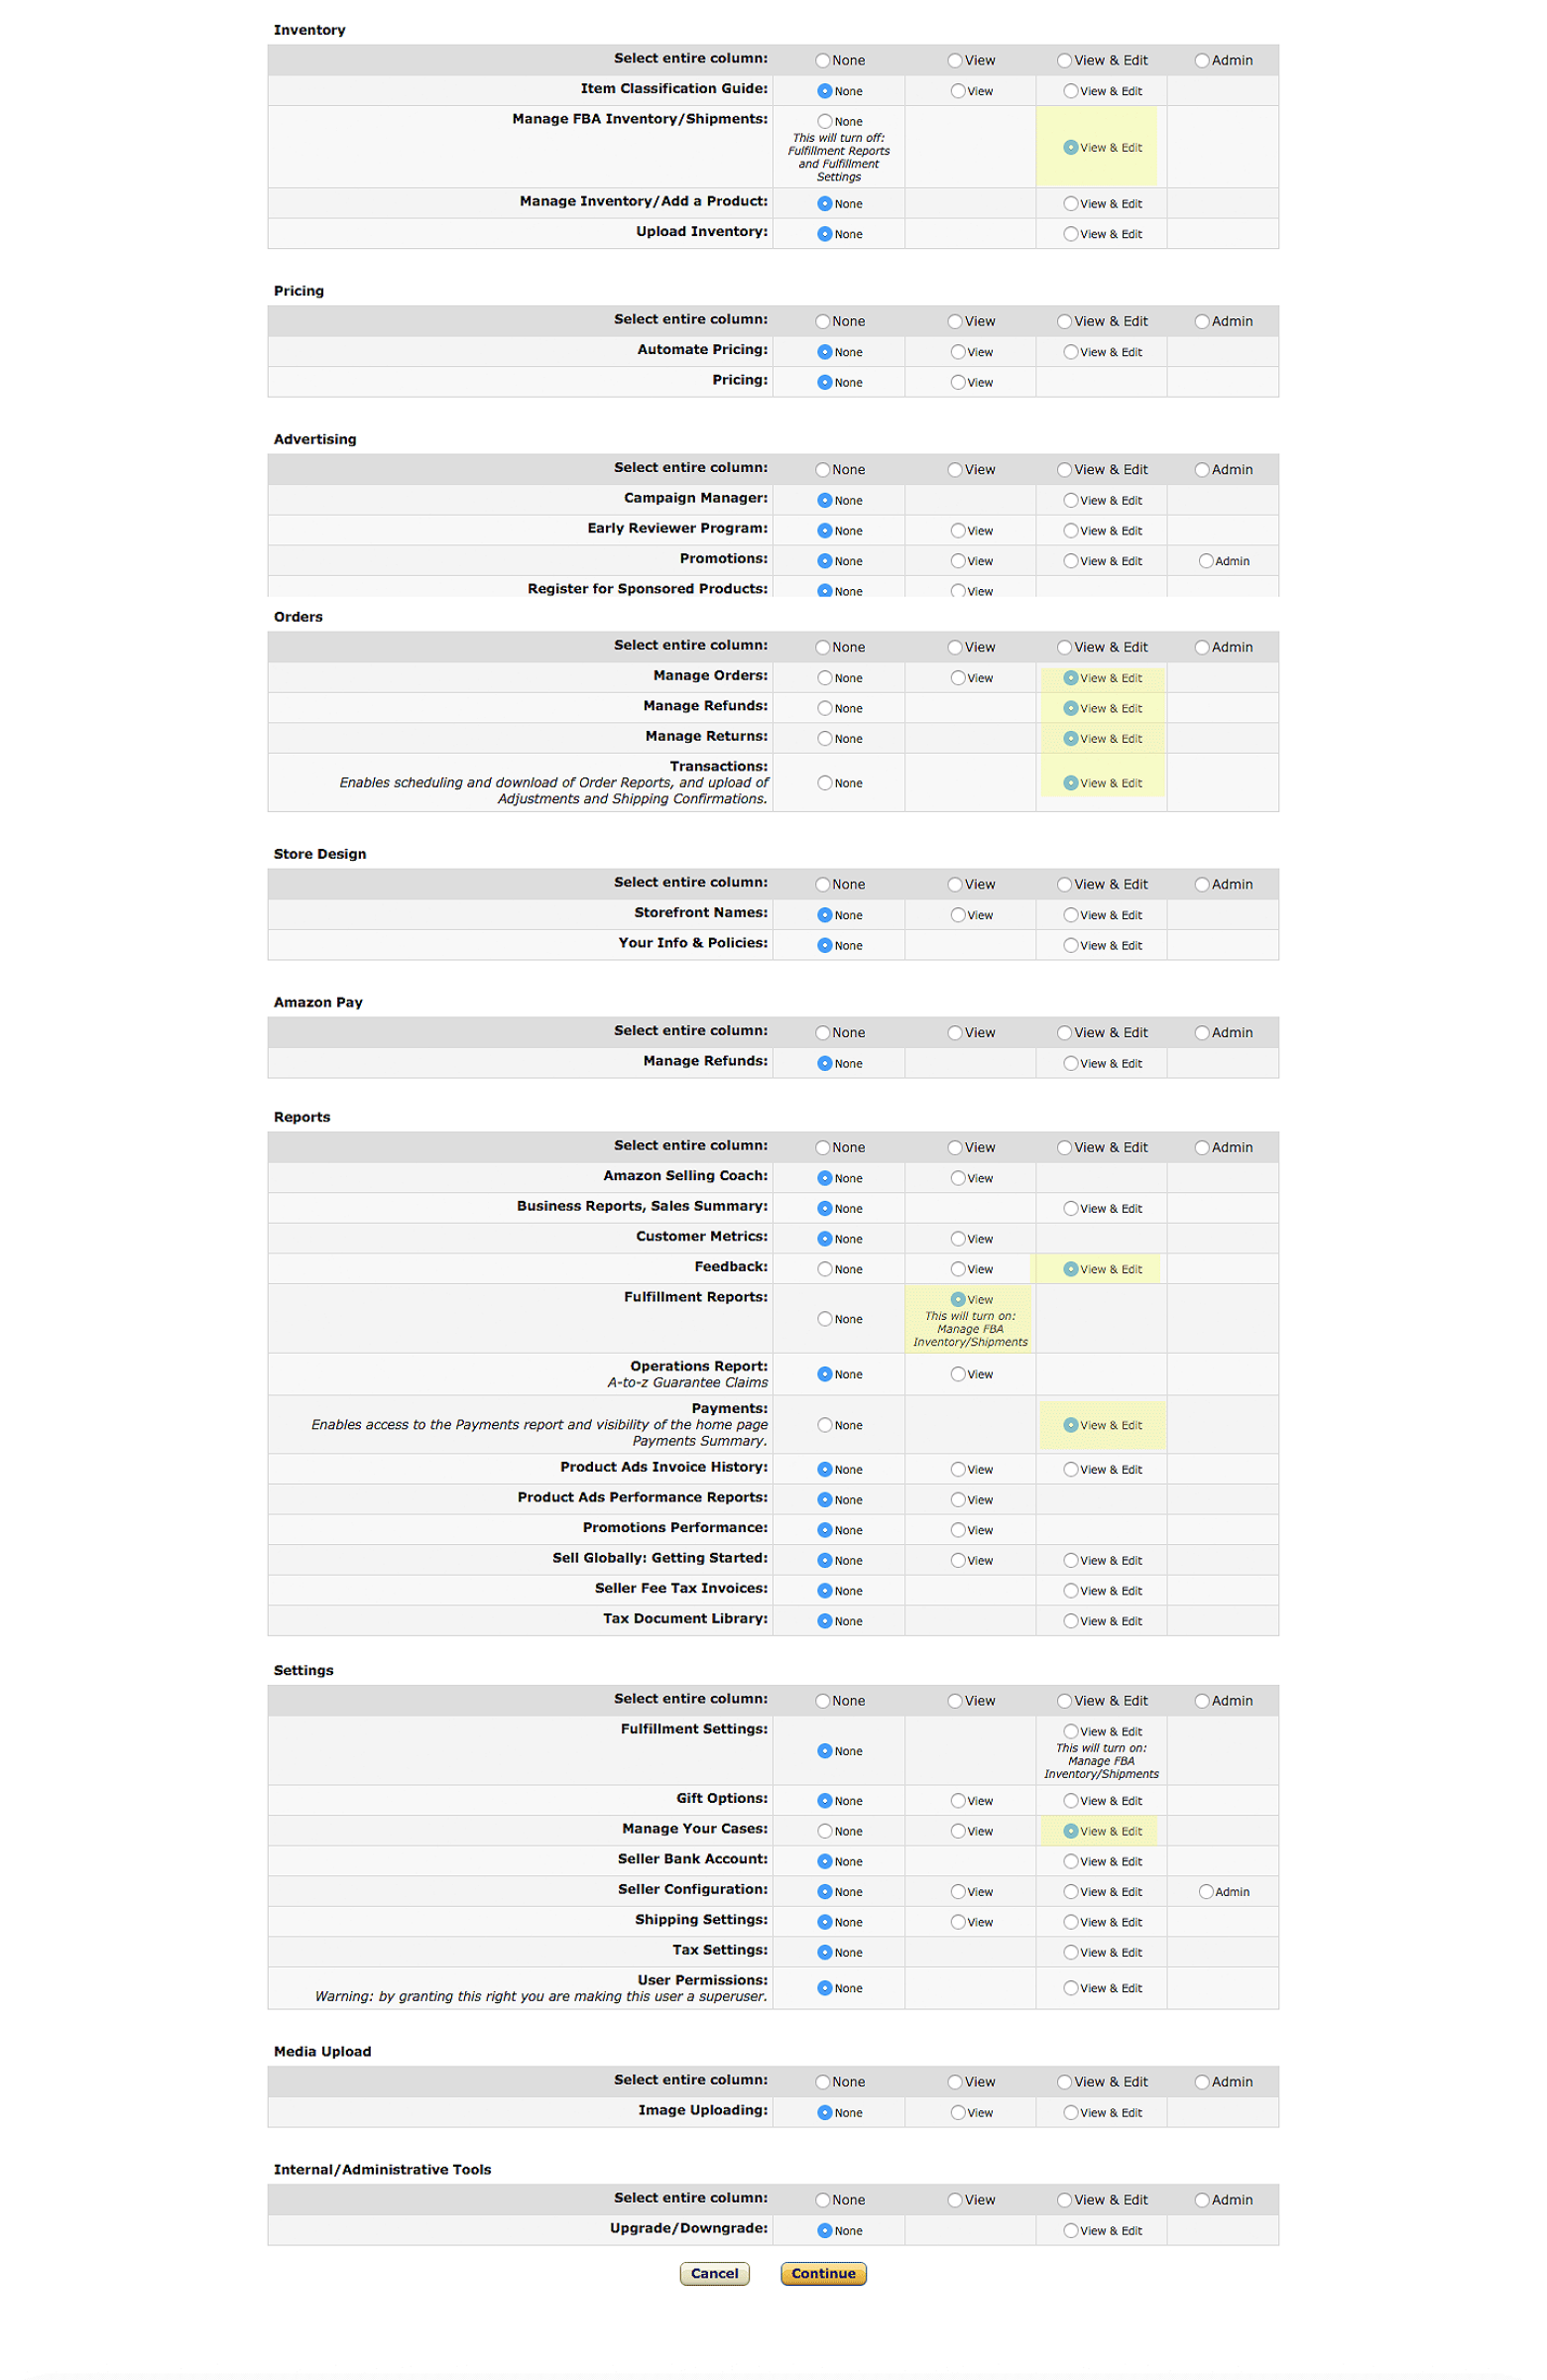 Inventory
Select entire column: None View View & Edit Admin
Item Classification Guide: None View View & Edit
Manage FBA Inventory/Shipments: None
This will turn off:
Fulfillment Reports
and Fulfillment
Settings
View & Edit
Manage Inventory/Add a Product: None View & Edit
Upload Inventory: None View & Edit
Pricing
Select entire column: None View View & Edit Admin
Automate Pricing: None View View & Edit
Pricing: None View
Advertising
Select entire column: None View View & Edit Admin
Campaign Manager: None View & Edit
Early Reviewer Program: None View View & Edit
Promotions: None View View & Edit Admin
Register for Sponsored Products: None View
Orders
Select entire column: None View View & Edit Admin
Manage Orders: None View View & Edit
Manage Refunds: None View & Edit
Manage Returns: None View & Edit
Transactions:
Enables scheduling and download of Order Reports, and upload of
Adjustments and Shipping Confirmations.
None View & Edit
Store Design
Select entire column: None View View & Edit Admin
Storefront Names: None View View & Edit
Your Info & Policies: None View & Edit
Amazon Pay
Select entire column: None View View & Edit Admin
Manage Refunds: None View & Edit
Reports
Select entire column: None View View & Edit Admin
Amazon Selling Coach: None View
Business Reports, Sales Summary: None View & Edit
Customer Metrics: None View
Feedback: None View View & Edit
Fulfillment Reports: None View
This will turn on:
Manage FBA
Inventory/Shipments
Operations Report:
A-to-z Guarantee Claims
None View
Payments:
Enables access to the Payments report and visibility of the home page
Payments Summary.
None View & Edit
Product Ads Invoice History: None View View & Edit
Product Ads Performance Reports: None View
Promotions Performance: None View
Sell Globally: Getting Started: None View View & Edit
Seller Fee Tax Invoices: None View & Edit
Tax Document Library: None View & Edit
Settings
Select entire column: None View View & Edit Admin
Fulfillment Settings: None View & Edit
This will turn on:
Manage FBA
Inventory/Shipments
Gift Options: None View View & Edit
Manage Your Cases: None View View & Edit
Seller Bank Account: None View & Edit
Seller Configuration: None View View & Edit Admin
Shipping Settings: None View View & Edit
Tax Settings: None View & Edit
User Permissions:
Warning: by granting this right you are making this user a superuser.
None View & Edit
Media Upload
Select entire column: None View View & Edit Admin
Image Uploading: None View View & Edit
Internal/Administrative Tools
Select entire column: None View View & Edit Admin
Upgrade/Downgrade: None View & Edit
Cancel Continue